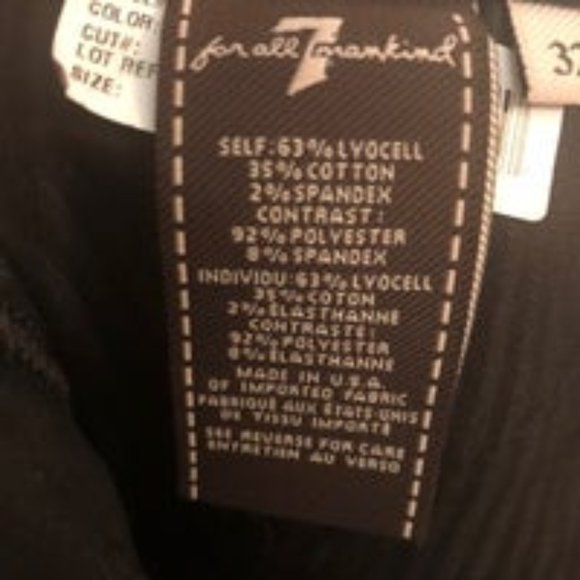 COLOR:
CUT#:
LOT REF
SIZE:
for all 7 mankind
SELF: 63% LYOCELL
35% COTTON
2% SPANDEX
CONTRAST:
92% POLYESTER
8% SPANDEX
INDIVIDU: 63% LYOCELL
35% COTON
2% ÉLASTHANNE
CONTRASTE:
92% POLYESTER
8% ÉLASTHANNE
MADE IN U.S.A.
OF IMPORTED FABRIC
FABRIQUÉ AUX ÉTATS-UNIS
DE TISSU IMPORTÉ
SEE REVERSE FOR CARE
ENTRETIEN AU VERSO